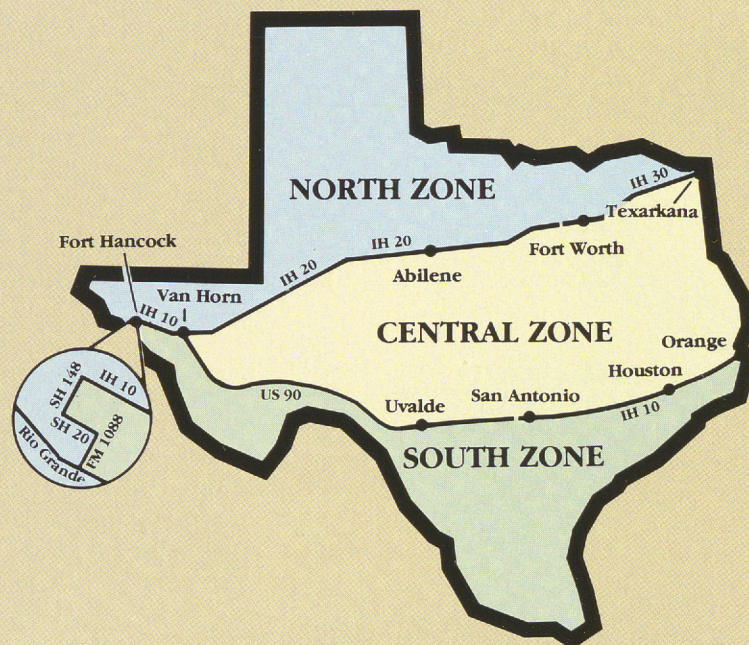 NORTH ZONE
IH 30
Texarkana
Fort Hancock
IH 20
Fort Worth
IH 20
Abilene
Van Horn
IH 10
CENTRAL ZONE
Orange
Houston
SH 148
IH 10
US 90
Uvalde
San Antonio
IH 10
SH 20
FM 1088
Rio Grande
SOUTH ZONE